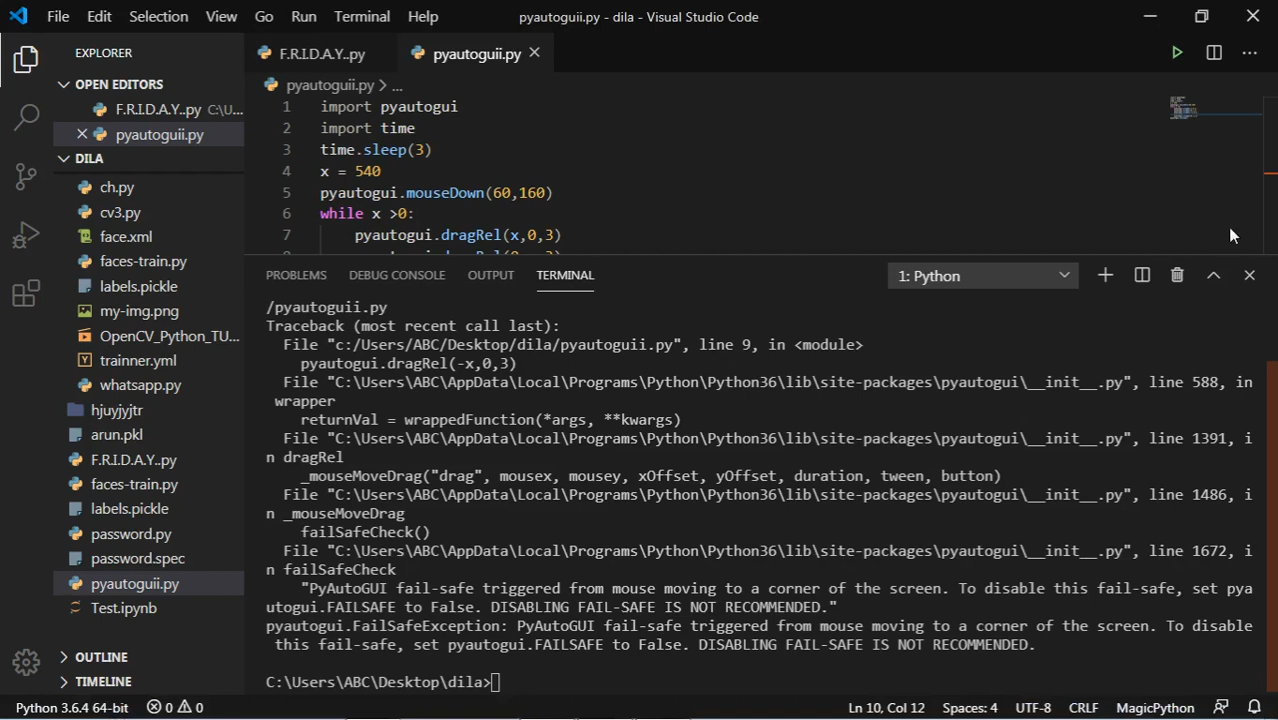 File Edit Selection View Go Run Terminal Help pyautoguii.py - dila - Visual Studio Code
EXPLORER
OPEN EDITORS
F.R.I.D.A.Y..py C:\U...
pyautoguii.py
DILA
ch.py
cv3.py
face.xml
faces-train.py
labels.pickle
my-img.png
OpenCV_Python_TU...
trainner.yml
whatsapp.py
hjuyjyjtr
arun.pkl
F.R.I.D.A.Y..py
faces-train.py
labels.pickle
password.py
password.spec
pyautoguii.py
Test.ipynb
OUTLINE
TIMELINE
F.R.I.D.A.Y..py pyautoguii.py
pyautoguii.py > ...
1 import pyautogui
2 import time
3 time.sleep(3)
4 x = 540
5 pyautogui.mouseDown(60,160)
6 while x >0:
7 pyautogui.dragRel(x,0,3)
PROBLEMS DEBUG CONSOLE OUTPUT TERMINAL 1: Python
/pyautoguii.py
Traceback (most recent call last):
File "c:/Users/ABC/Desktop/dila/pyautoguii.py", line 9, in <module>
pyautogui.dragRel(-x,0,3)
File "C:\Users\ABC\AppData\Local\Programs\Python\Python36\lib\site-packages\pyautogui\__init__.py", line 588, in
wrapper
returnVal = wrappedFunction(*args, **kwargs)
File "C:\Users\ABC\AppData\Local\Programs\Python\Python36\lib\site-packages\pyautogui\__init__.py", line 1391, i
n dragRel
_mouseMoveDrag("drag", mousex, mousey, xOffset, yOffset, duration, tween, button)
File "C:\Users\ABC\AppData\Local\Programs\Python\Python36\lib\site-packages\pyautogui\__init__.py", line 1486, i
n _mouseMoveDrag
failSafeCheck()
File "C:\Users\ABC\AppData\Local\Programs\Python\Python36\lib\site-packages\pyautogui\__init__.py", line 1672, i
n failSafeCheck
"PyAutoGUI fail-safe triggered from mouse moving to a corner of the screen. To disable this fail-safe, set pya
utogui.FAILSAFE to False. DISABLING FAIL-SAFE IS NOT RECOMMENDED."
pyautogui.FailSafeException: PyAutoGUI fail-safe triggered from mouse moving to a corner of the screen. To disable
this fail-safe, set pyautogui.FAILSAFE to False. DISABLING FAIL-SAFE IS NOT RECOMMENDED.
C:\Users\ABC\Desktop\dila>
Python 3.6.4 64-bit 0 0 Ln 10, Col 12 Spaces: 4 UTF-8 CRLF MagicPython